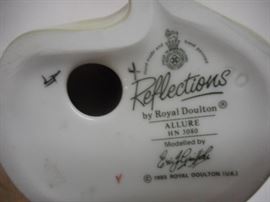 Reflections
by Royal Doulton®
ALLURE
HN 3080
Modelled by
© 1985 ROYAL DOULTON (U.K.)